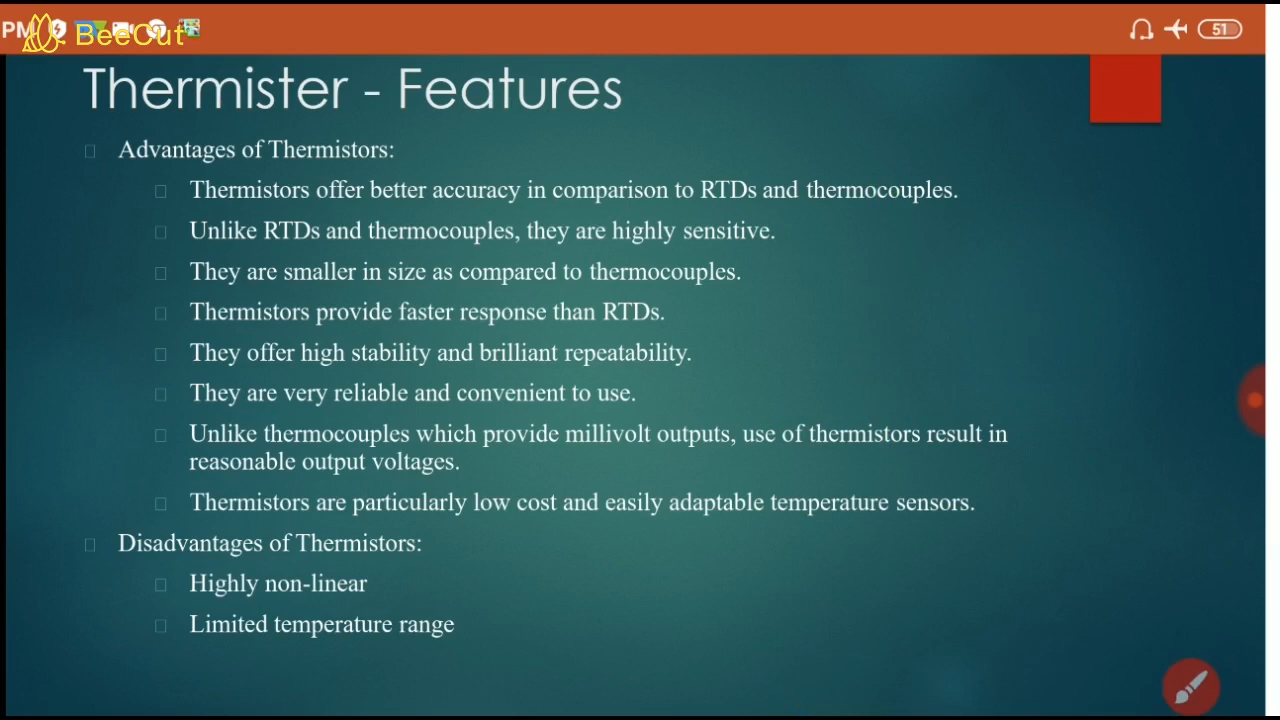 PM
BeeCut
51
Thermister - Features
Advantages of Thermistors:
Thermistors offer better accuracy in comparison to RTDs and thermocouples.
Unlike RTDs and thermocouples, they are highly sensitive.
They are smaller in size as compared to thermocouples.
Thermistors provide faster response than RTDs.
They offer high stability and brilliant repeatability.
They are very reliable and convenient to use.
Unlike thermocouples which provide millivolt outputs, use of thermistors result in
reasonable output voltages.
Thermistors are particularly low cost and easily adaptable temperature sensors.
Disadvantages of Thermistors:
Highly non-linear
Limited temperature range